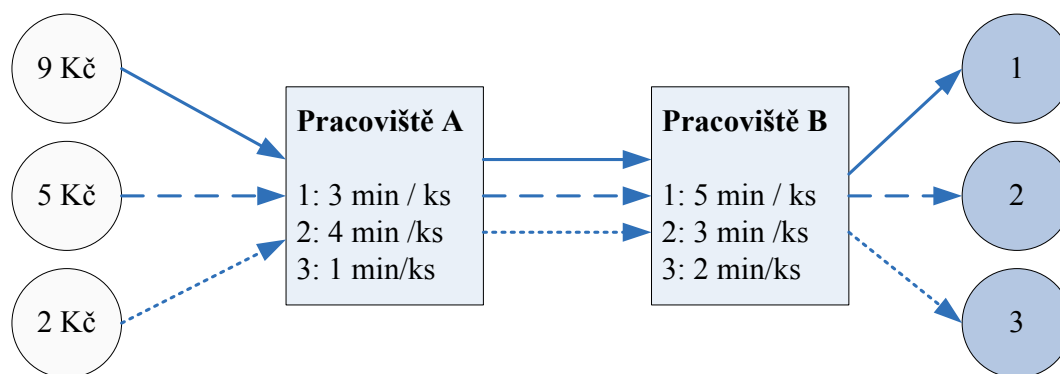 9 Kč
5 Kč
2 Kč
Pracoviště A
1: 3 min / ks
2: 4 min /ks
3: 1 min/ks
Pracoviště B
1: 5 min / ks
2: 3 min /ks
3: 2 min/ks
1
2
3